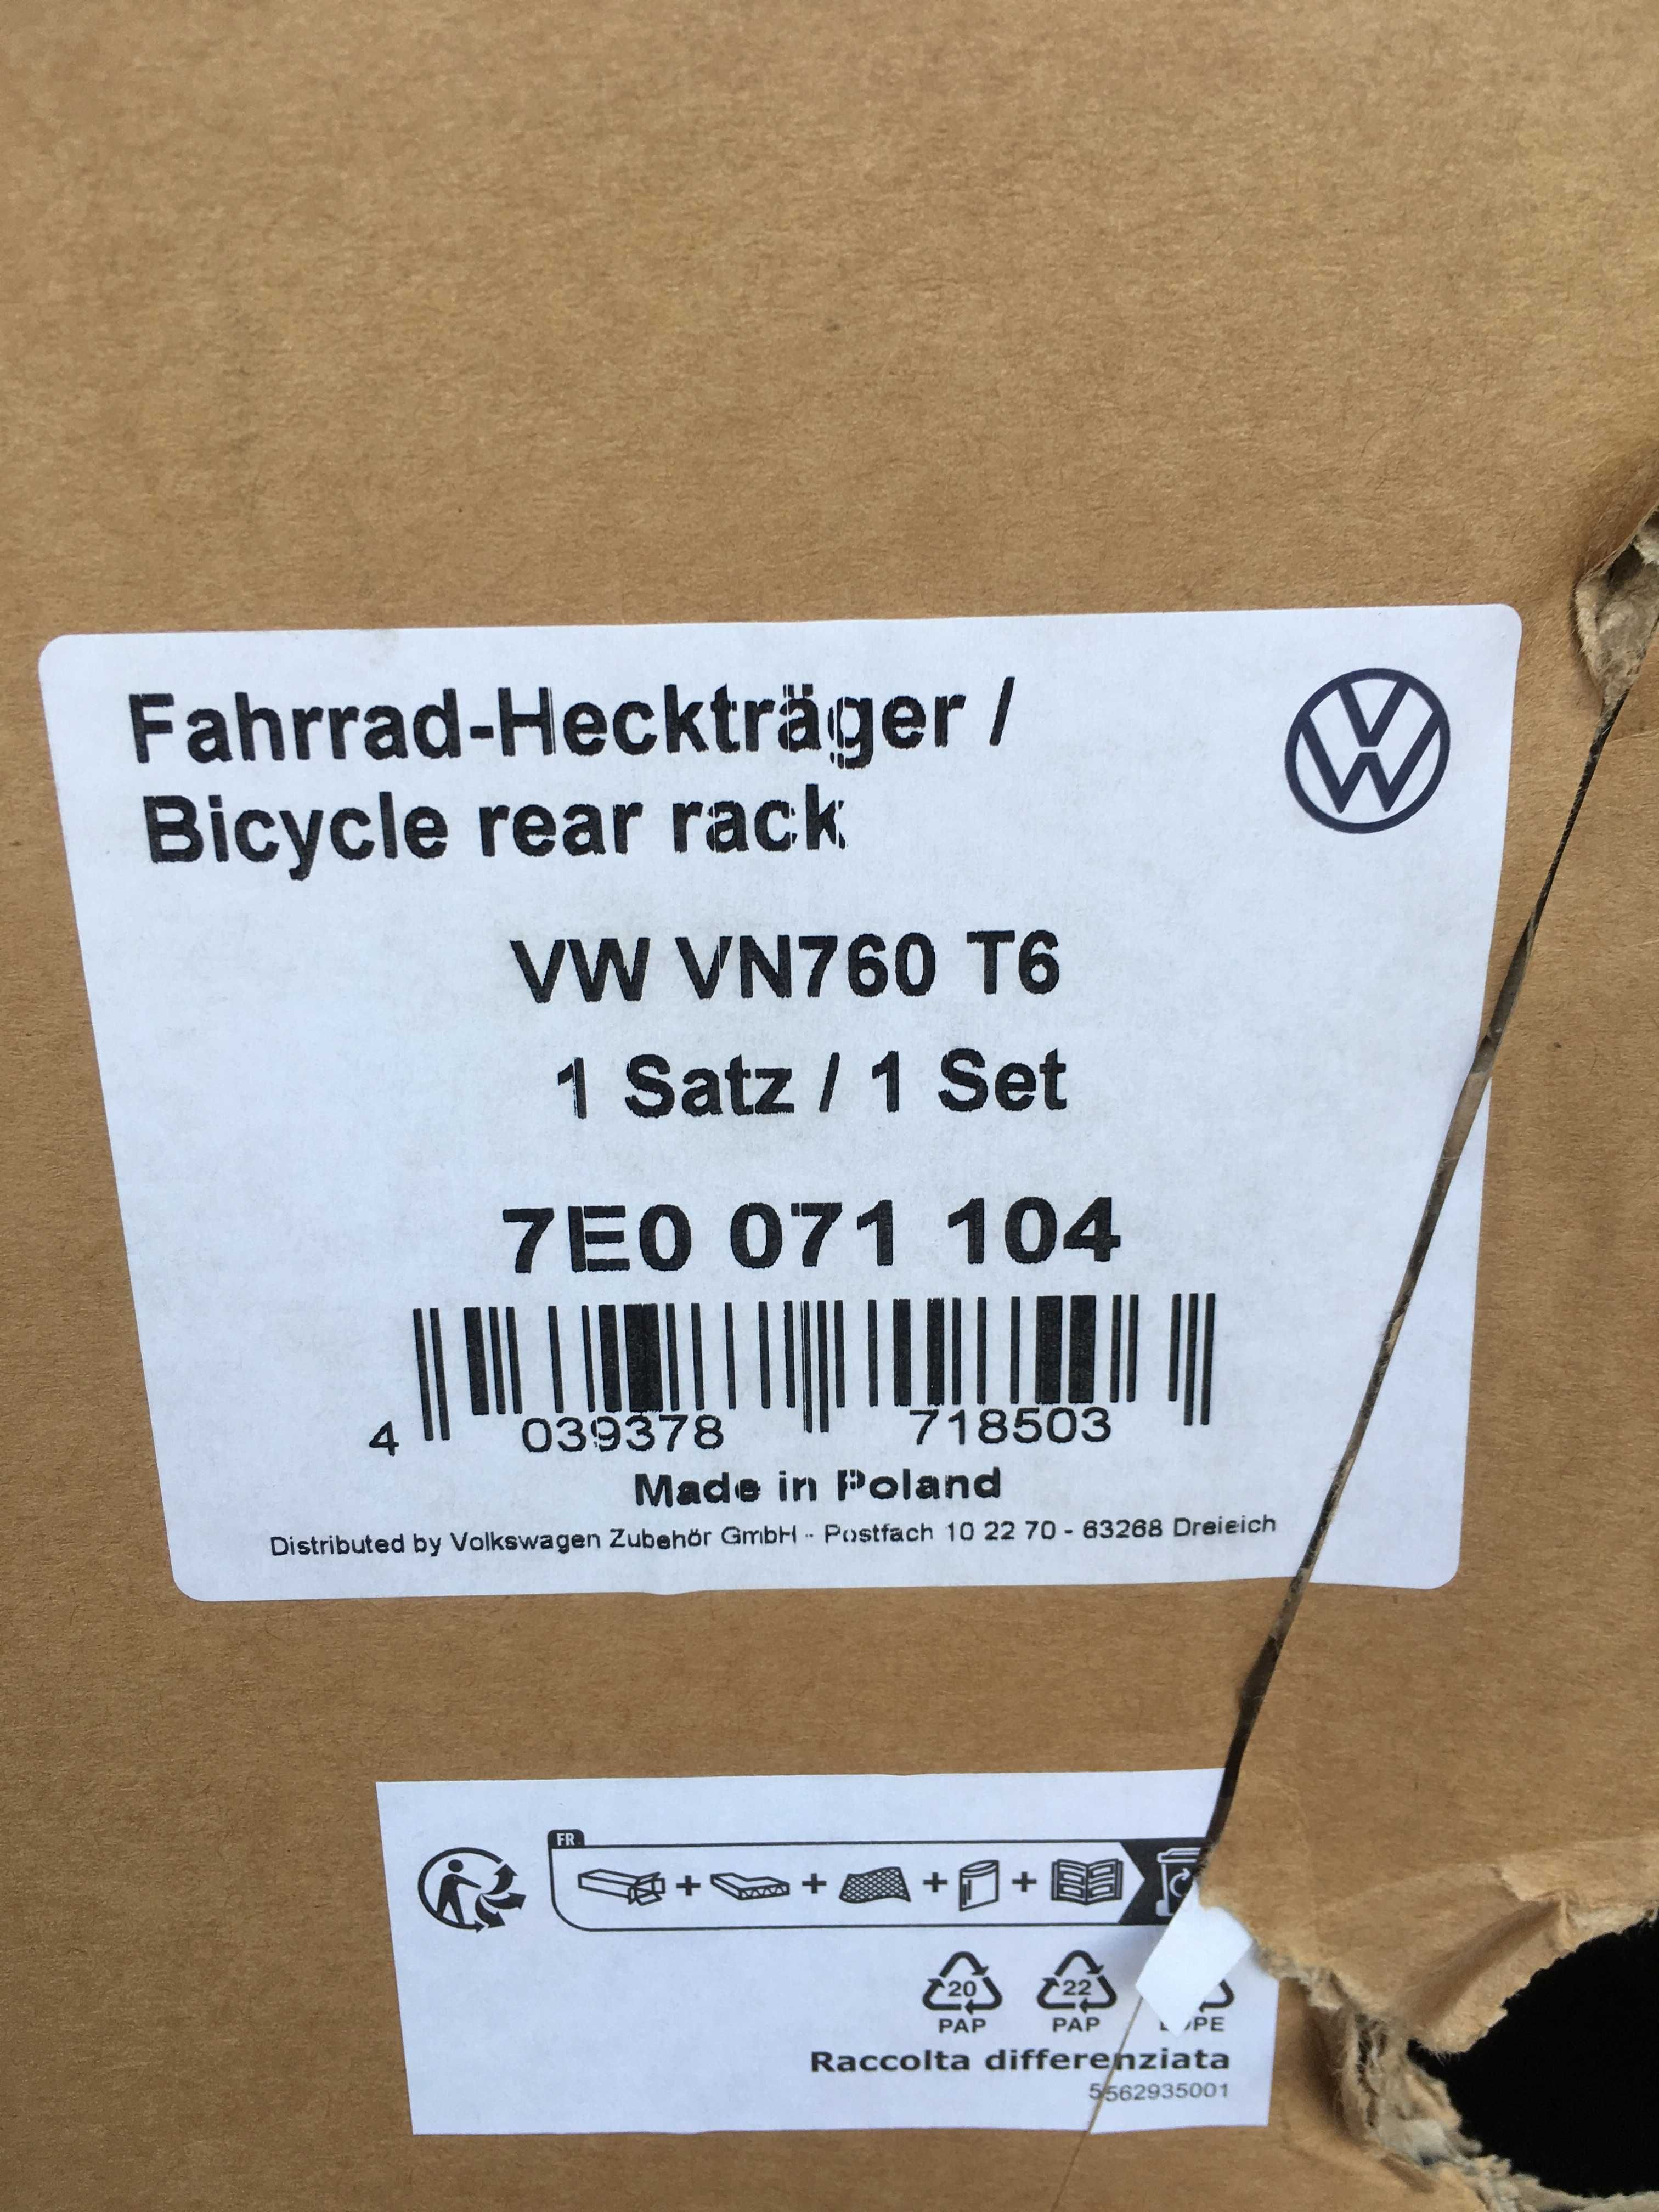 Fahrrad-Heckträger /
Bicycle rear rack
VW VN760 T6
1 Satz / 1 Set
7E0 071 104
4 039378 718503
Made in Poland
Distributed by Volkswagen Zubehör GmbH - Postfach 10 22 70 - 63268 Dreieich
FR
20 22
PAP PAP
Raccolta differenziata
5562935001